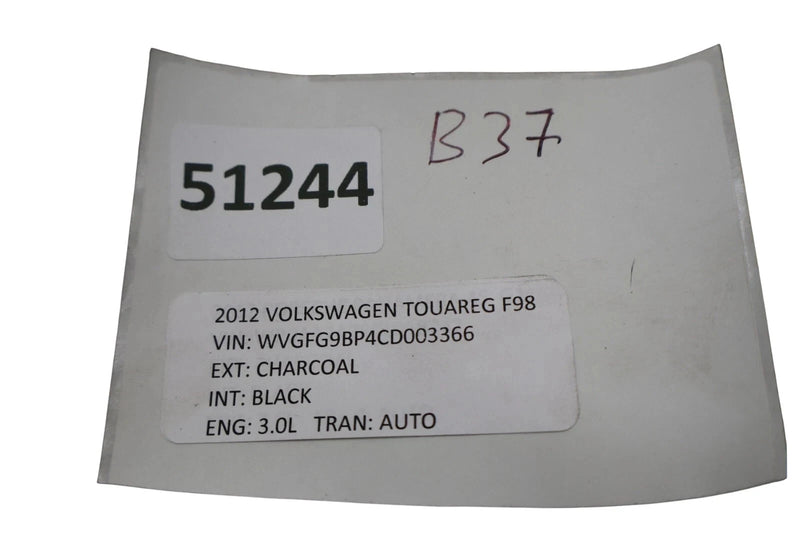 B37
51244
2012 VOLKSWAGEN TOUAREG F98
VIN: WVGFG9BP4CD003366
EXT: CHARCOAL
INT: BLACK
ENG: 3.0L TRAN: AUTO